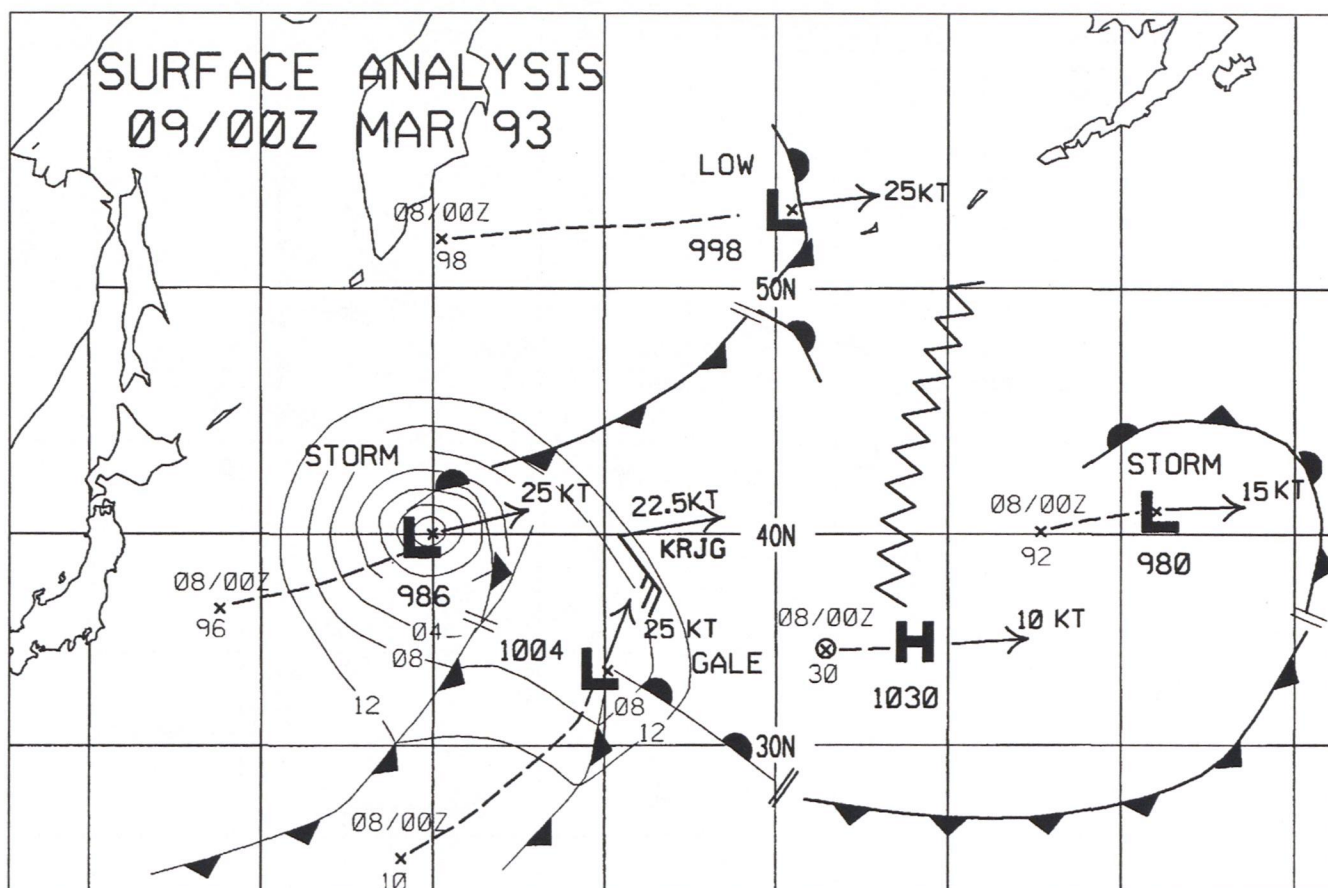 SURFACE ANALYSIS
09/00Z MAR 93
LOW
25KT
08/00Z
98
L
998
50N
STORM
25 KT
L
986
08/00Z
96
22.5KT
KRJG
40N
STORM
15 KT
08/00Z
92
L
980
04
08
12
1004
L
25 KT
GALE
08
12
08/00Z
30
H
1030
10 KT
30N
08/00Z
10